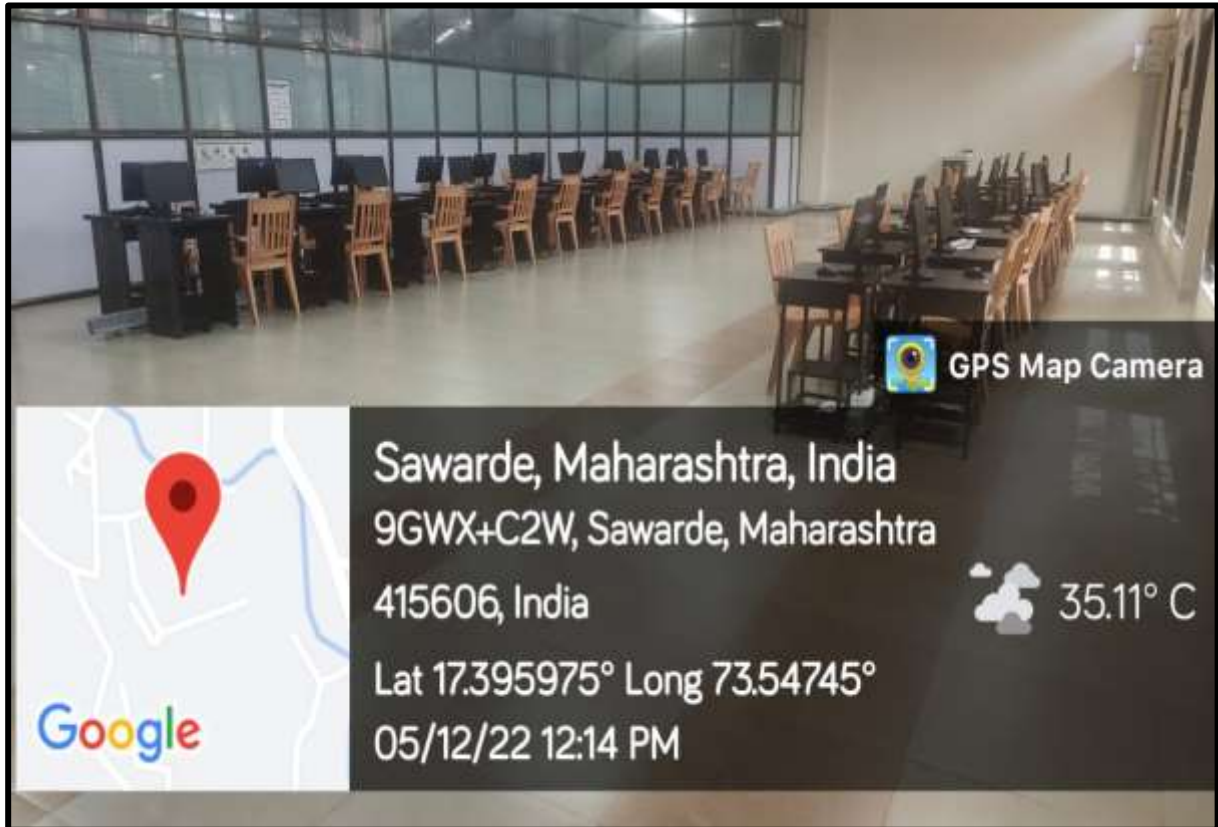 GPS Map Camera
Sawarde, Maharashtra, India
9GWX+C2W, Sawarde, Maharashtra
415606, India
35.11° C
Lat 17.395975° Long 73.54745°
05/12/22 12:14 PM
Google